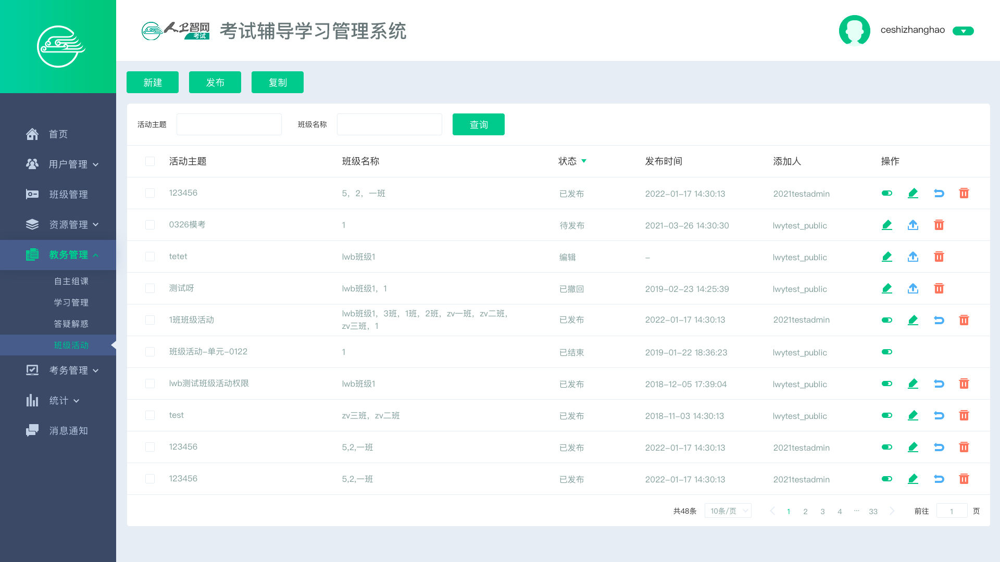 人卫智网
考试
考试辅导学习管理系统
ceshizhanghao
新建
发布
复制
首页
用户管理
班级管理
资源管理
教务管理
自主组课
学习管理
答疑解惑
班级活动
考务管理
统计
消息通知
活动主题
班级名称
查询
活动主题 班级名称 状态 发布时间 添加人 操作
123456 5，2，一班 已发布 2022-01-17 14:30:13 2021testadmin
0326模考 1 待发布 2021-03-26 14:30:30 lwytest_public
tetet lwb班级1 编辑 - lwytest_public
测试呀 lwb班级1，1 已撤回 2019-02-23 14:25:39 lwytest_public
1班班级活动 lwb班级1，3班，1班，2班，zv一班，zv二班， 已发布 2022-01-17 14:30:13 2021testadmin
zv三班，1
班级活动-单元-0122 1 已结束 2019-01-22 18:36:23
lwytest_public
lwb测试班级活动权限 lwb班级1 已发布 2018-12-05 17:39:04 lwytest_public
test zv三班，zv二班 已发布 2018-11-03 14:30:13 lwytest_public
123456 5,2,一班 已发布 2022-01-17 14:30:13 2021testadmin
123456 5,2,一班 已发布 2022-01-17 14:30:13 2021testadmin
共48条 10条/页 1 2 3 4 ... 33 前往 1 页